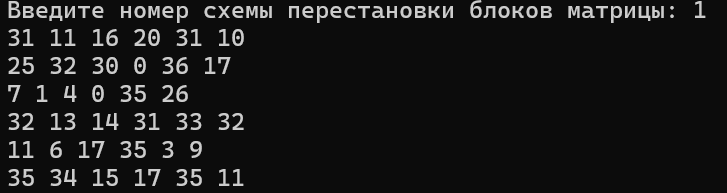 Введите номер схемы перестановки блоков матрицы: 1
31 11 16 20 31 10
25 32 30 0 36 17
7 1 4 0 35 26
32 13 14 31 33 32
11 6 17 35 3 9
35 34 15 17 35 11